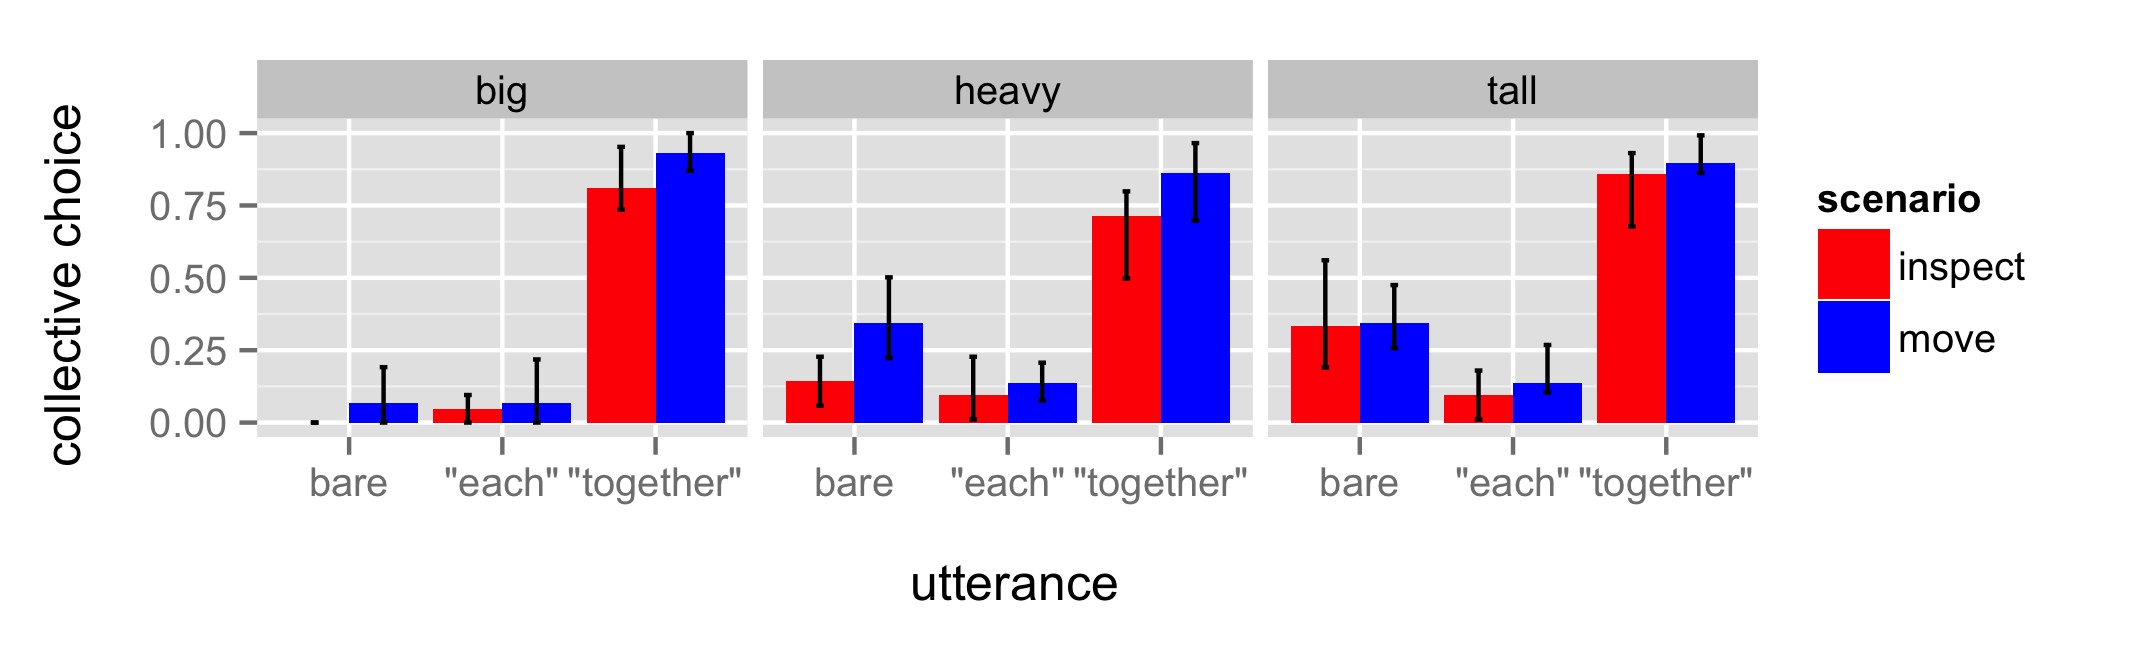 big heavy tall
collective choice
1.00
0.75
0.50
0.25
0.00
bare "each" "together" bare "each" "together" bare "each" "together"
utterance
scenario
inspect
move